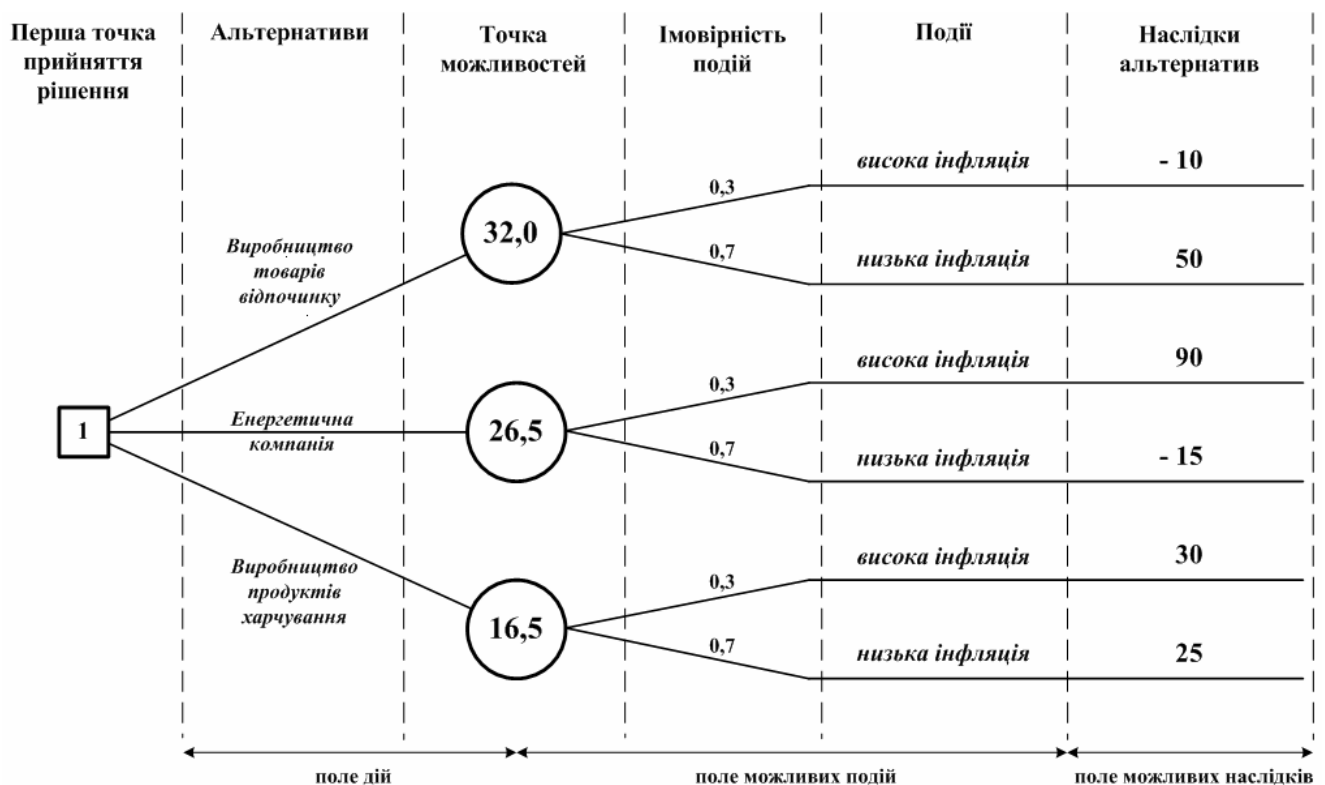 Перша точка
прийняття
рішення
Альтернативи
Точка
можливостей
Імовірність
подій
Події
Наслідки
альтернатив
високa інфляція
- 10
0,3
32,0
Виробництво
товарів
відпочинку
0,7
низька інфляція
50
високa інфляція
90
0,3
1
Енергетична
компанія
26,5
0,7
низька інфляція
- 15
високa інфляція
30
0,3
Виробництво
продуктів
харчування
16,5
0,7
низька інфляція
25
поле дій
поле можливих подій
поле можливих наслідків